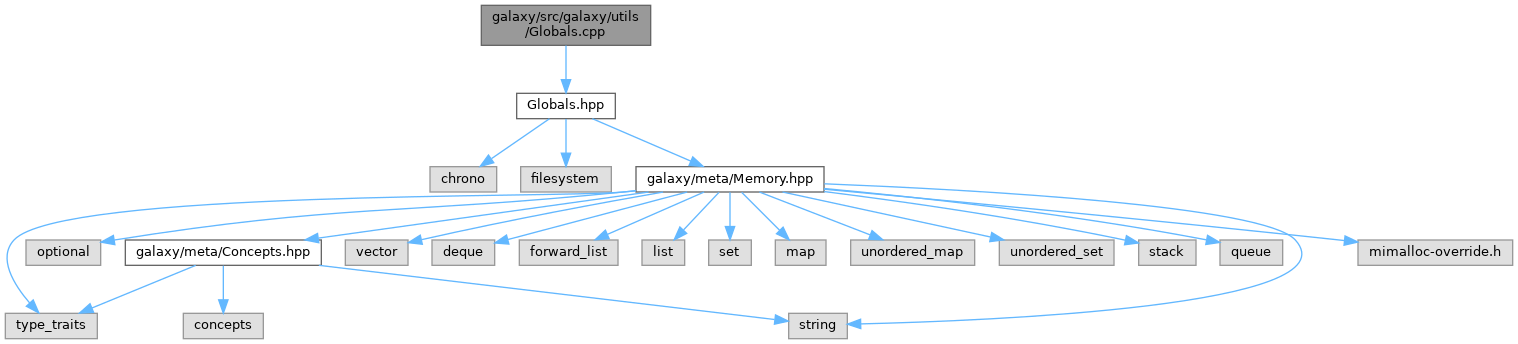 galaxy/src/galaxy/utils
/Globals.cpp
Globals.hpp
chrono
filesystem
galaxy/meta/Memory.hpp
optional
galaxy/meta/Concepts.hpp
vector
deque
forward_list
list
set
map
unordered_map
unordered_set
stack
queue
mimalloc-override.h
type_traits
concepts
string